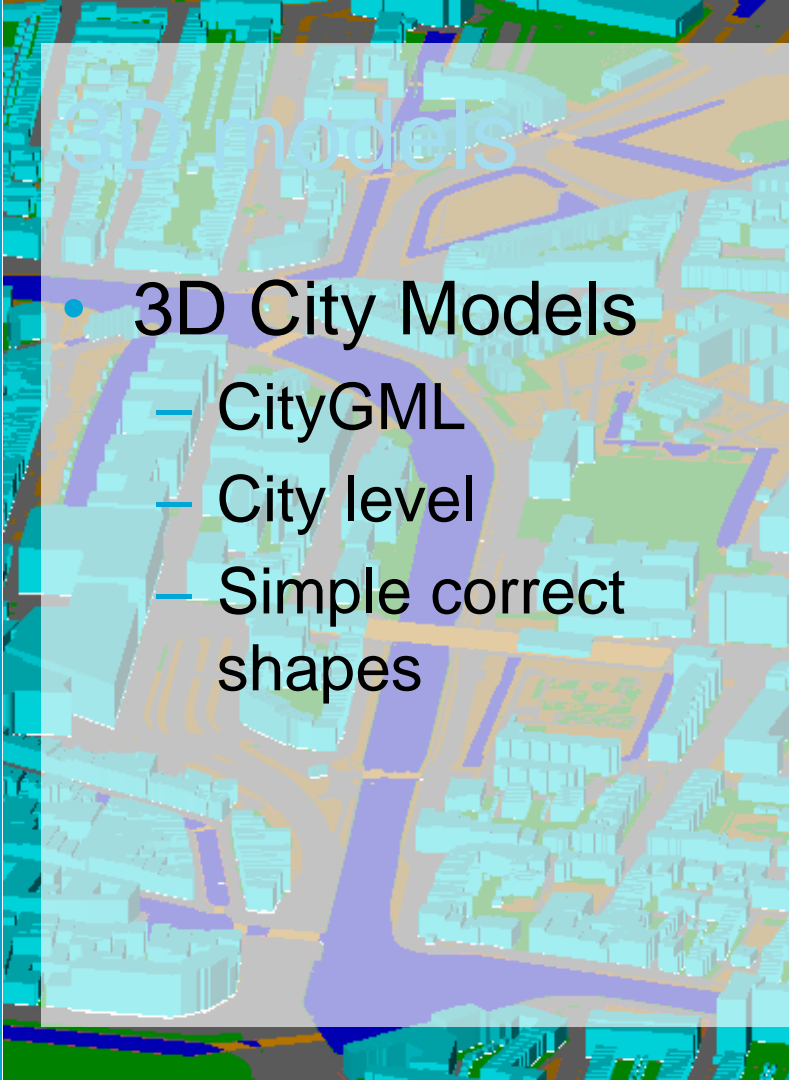 3D models
• 3D City Models
– CityGML
– City level
– Simple correct
shapes